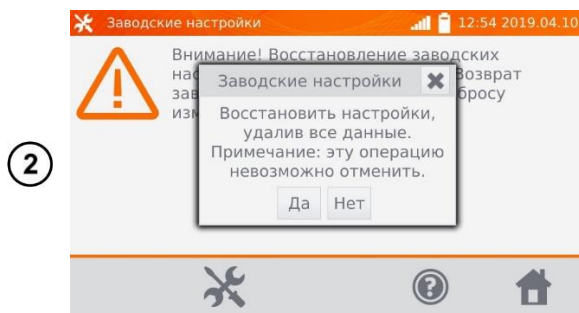 Заводские настройки 12:54 2019.04.10
Внимание! Восстановление заводских
Возврат
бросу
Заводские настройки
Восстановить настройки,
удалив все данные.
Примечание: эту операцию
невозможно отменить.
Да Нет
2